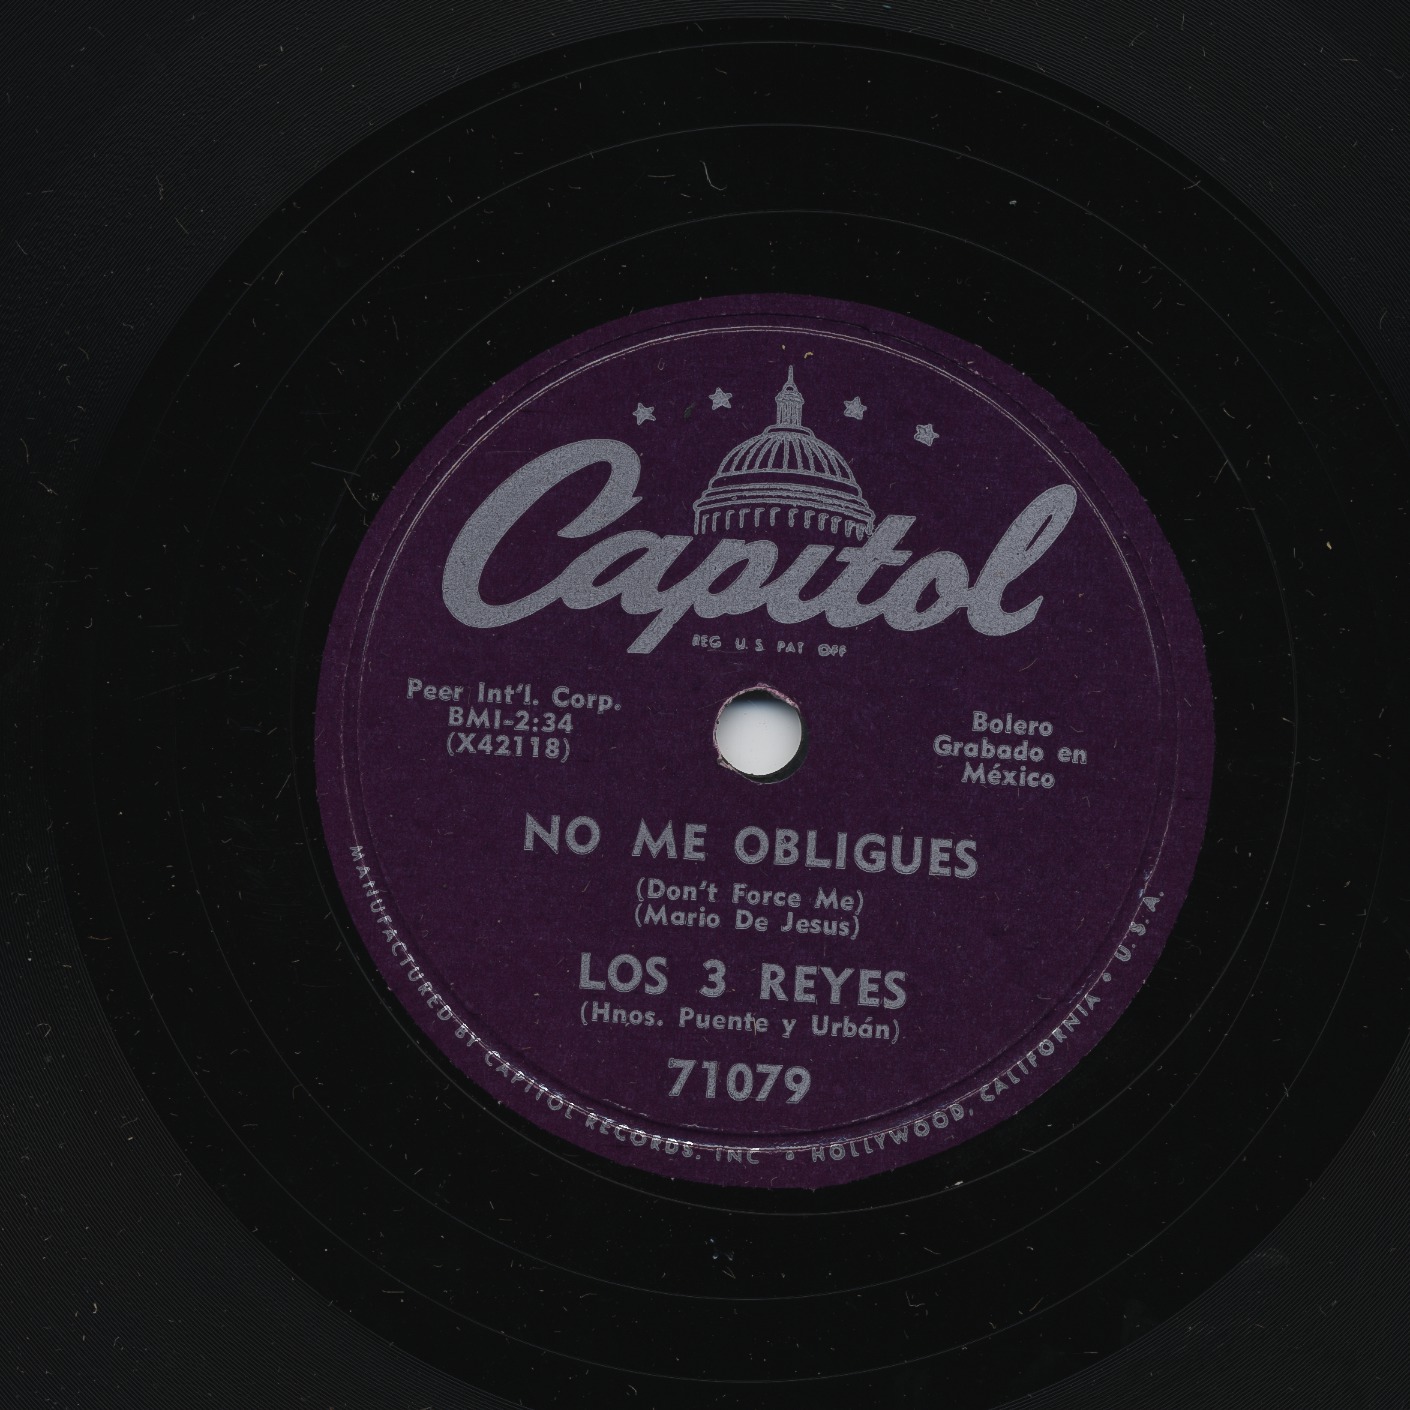 Capitol
REG. U.S. PAT. OFF.
Peer Int'l. Corp.
BMI-2:34
(X42118)
Bolero
Grabado en
México
NO ME OBLIGUES
(Don't Force Me)
(Mario De Jesus)
LOS 3 REYES
(Hnos. Puente y Urbán)
71079
MANUFACTURED BY CAPITOL RECORDS, INC • HOLLYWOOD, CALIFORNIA • U.S.A.